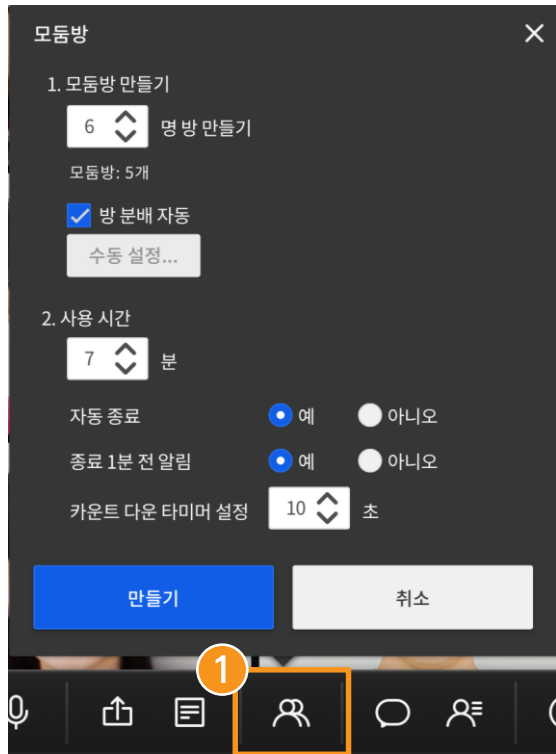 모둠방
1. 모둠방 만들기
6 명 방 만들기
모둠방: 5개
방 분배 자동
수동 설정...
2. 사용 시간
7 분
자동 종료 예 아니오
종료 1분 전 알림 예 아니오
카운트 다운 타미머 설정 10 초
만들기 취소
1